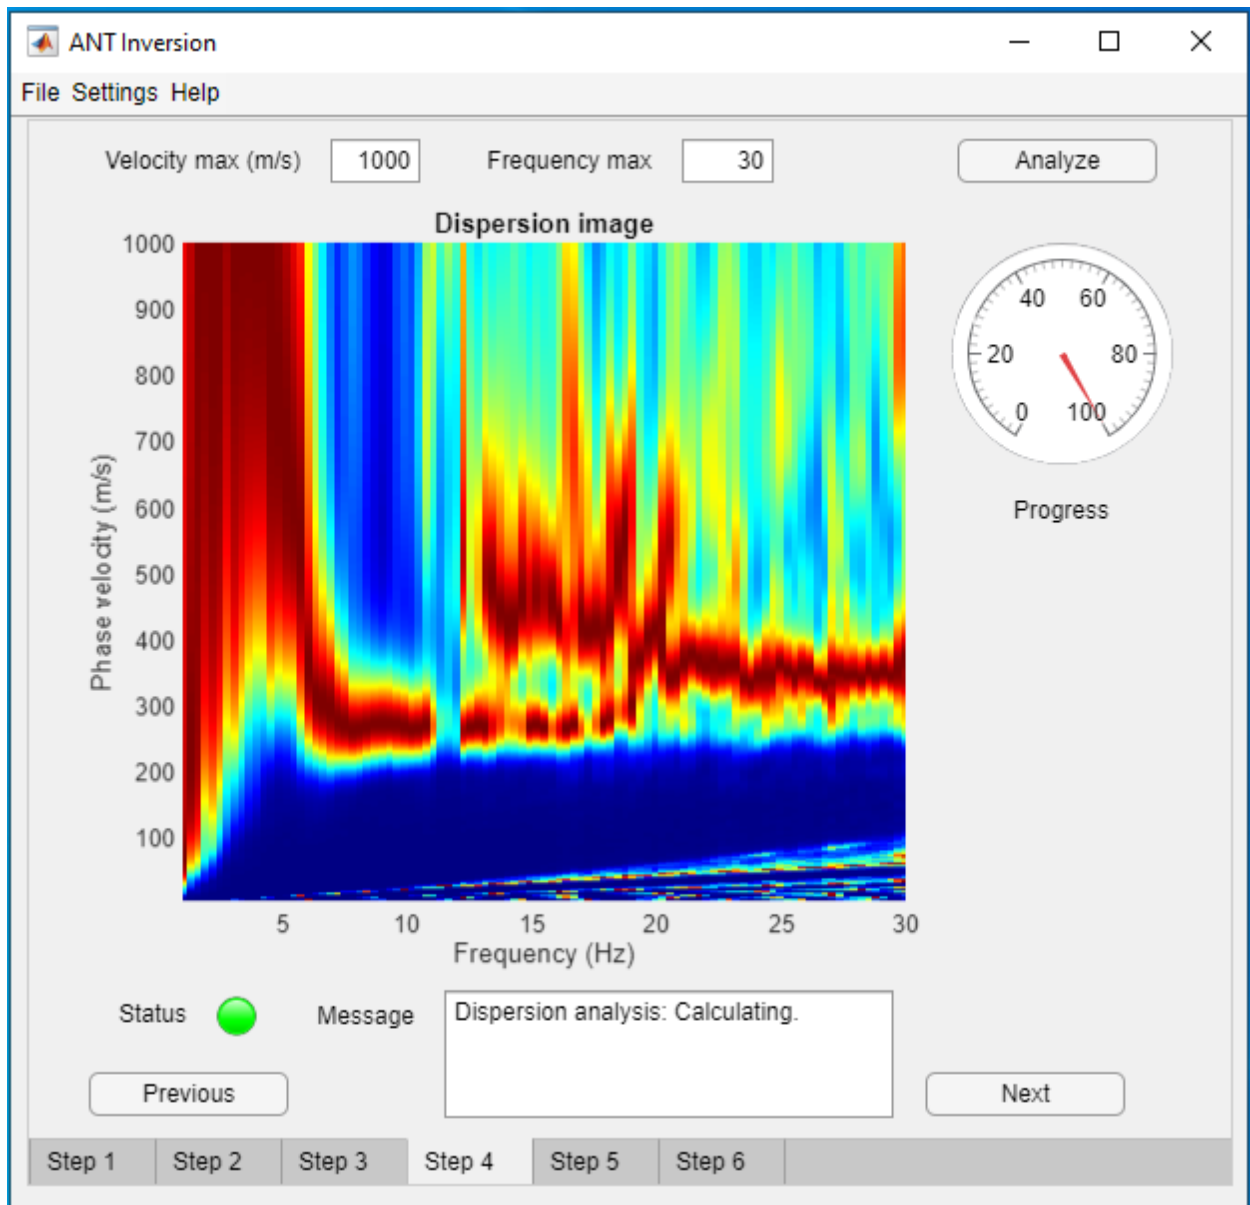 ANT Inversion
File Settings Help
Velocity max (m/s) 1000 Frequency max 30 Analyze
Dispersion image
1000
900
800
700
600
500
400
300
200
100
Phase velocity (m/s)
5 10 15 20 25 30
Frequency (Hz)
0 20 40 60 80 100
Progress
Status Message Dispersion analysis: Calculating.
Previous Next
Step 1 Step 2 Step 3 Step 4 Step 5 Step 6